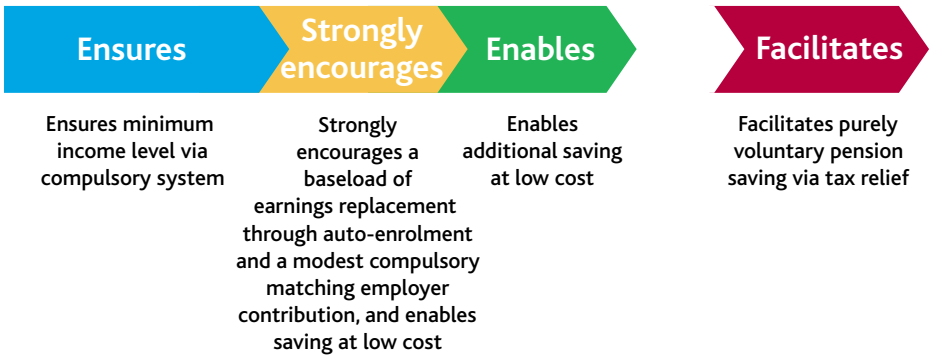 Ensures
Strongly
encourages
Enables
Facilitates
Ensures minimum
income level via
compulsory system
Strongly
encourages a
baseload of
earnings replacement
through auto-enrolment
and a modest compulsory
matching employer
contribution, and enables
saving at low cost
Enables
additional saving
at low cost
Facilitates purely
voluntary pension
saving via tax relief